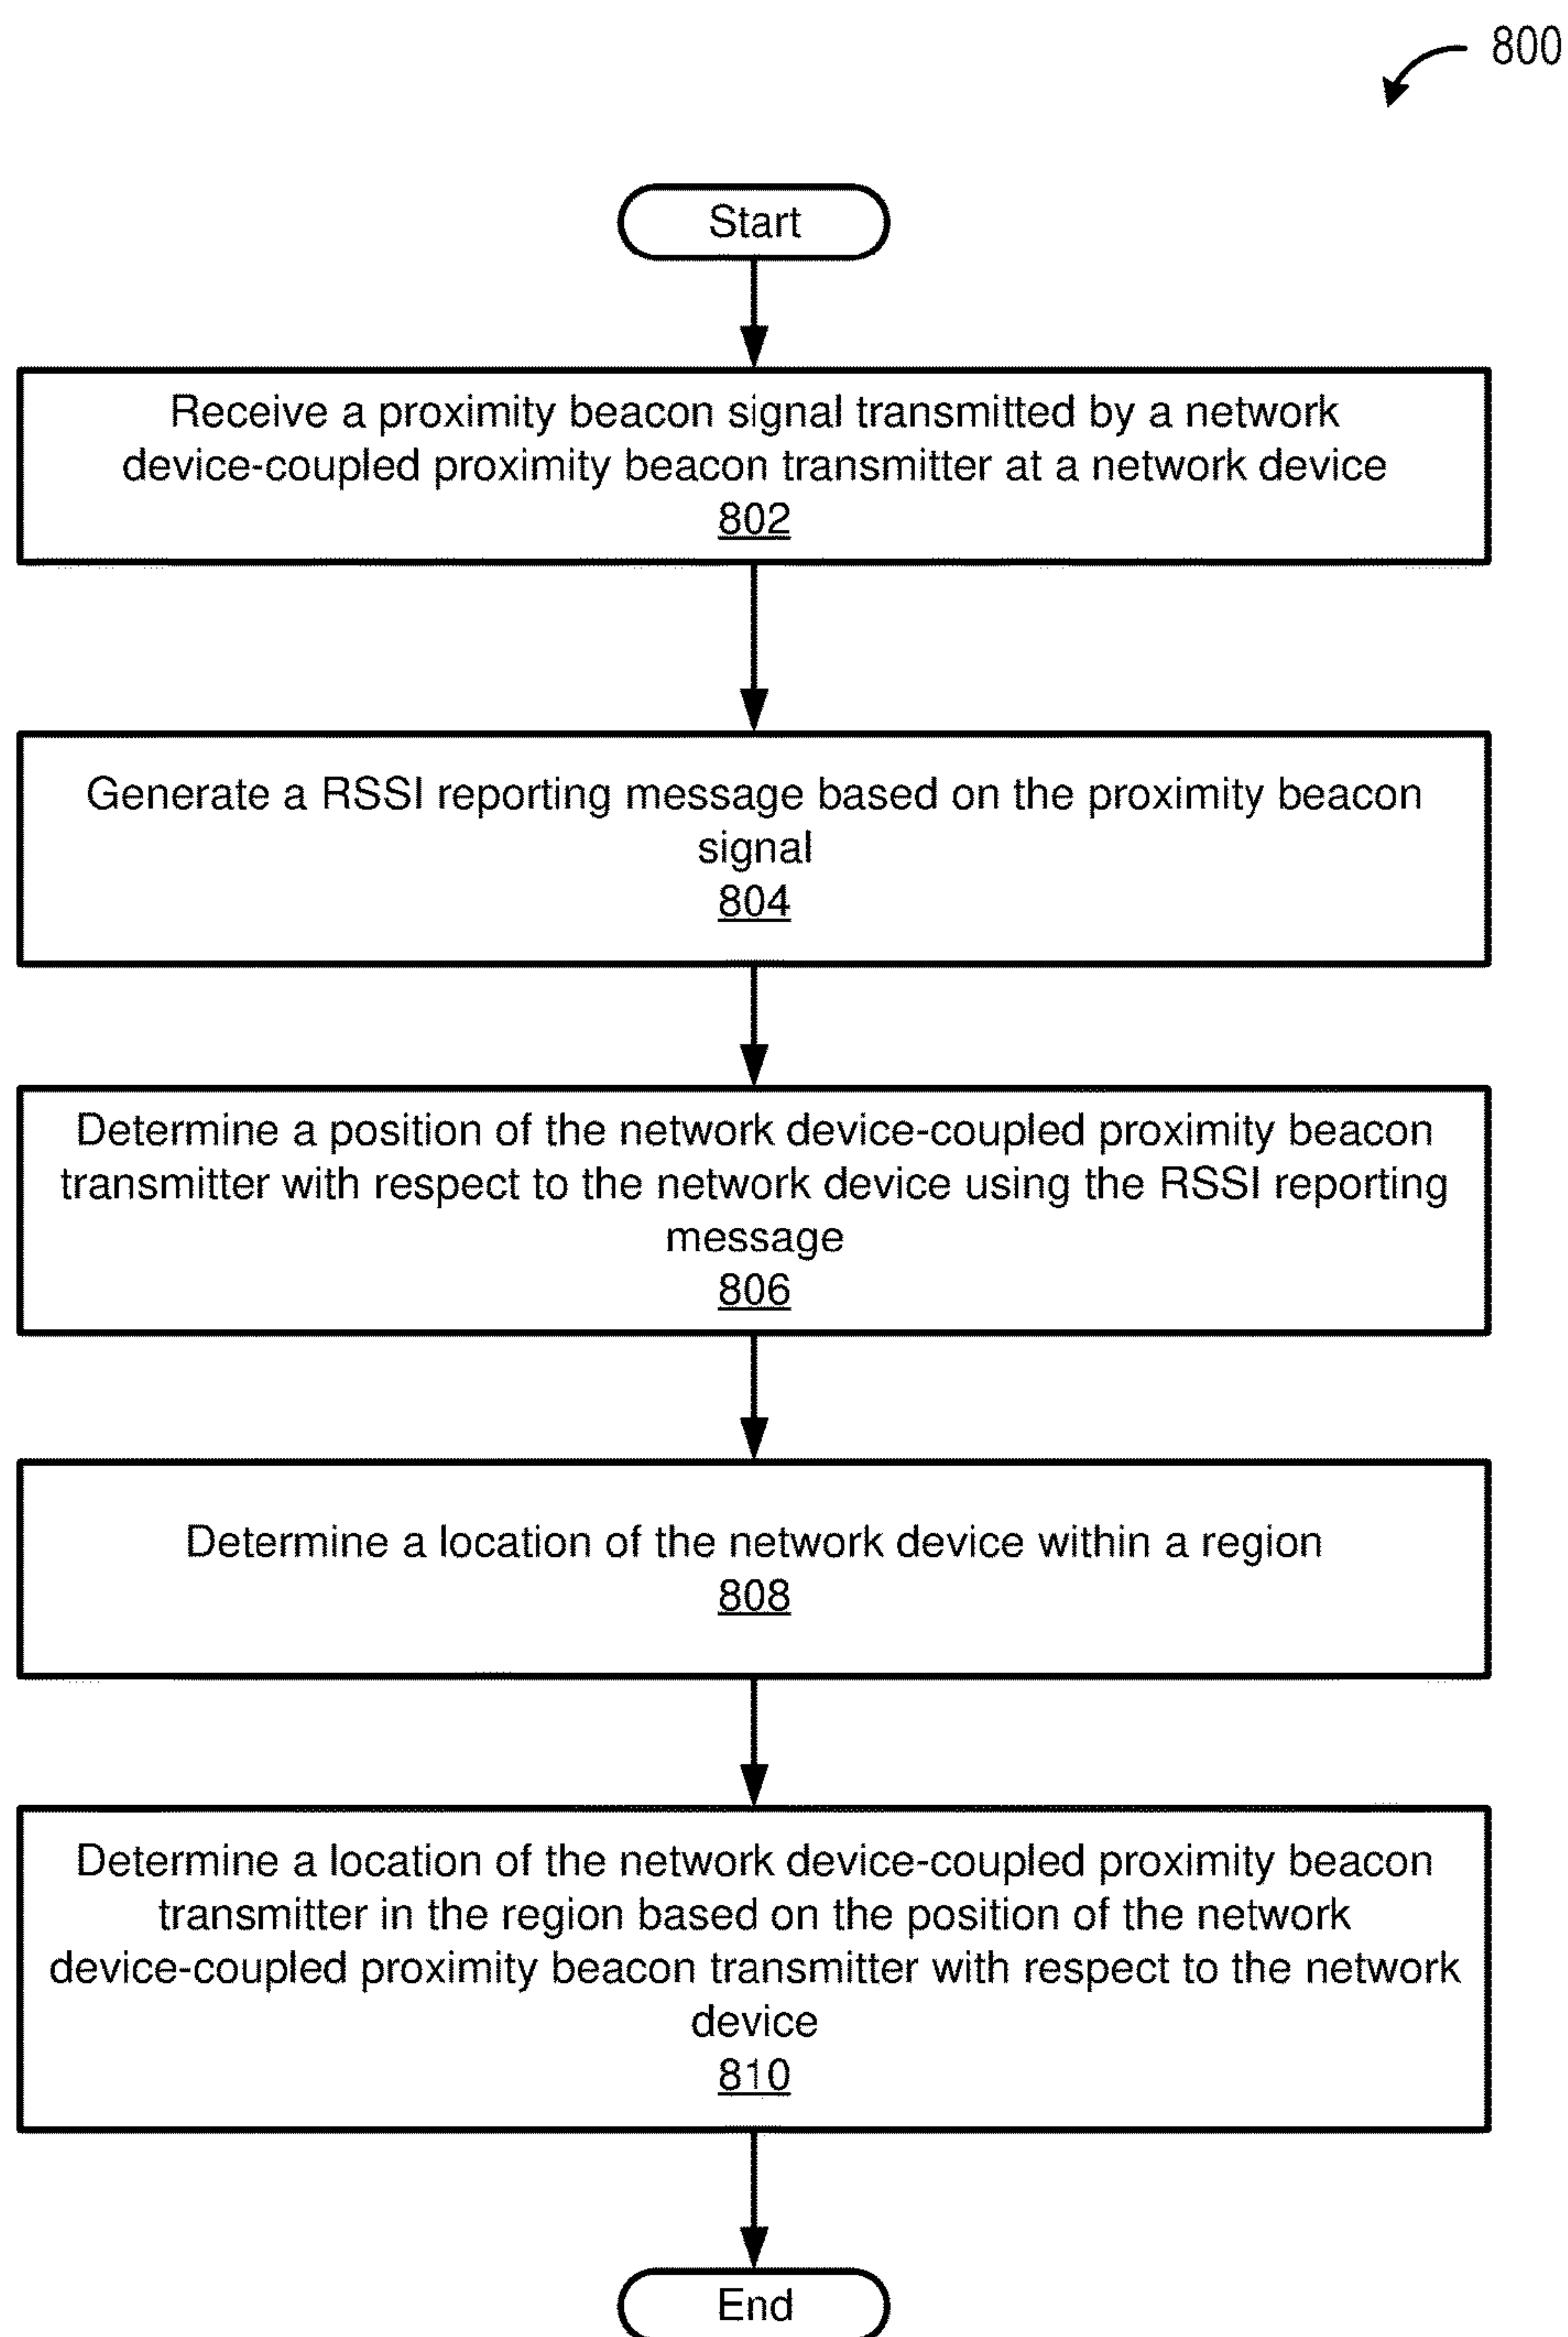 800
Start
Receive a proximity beacon signal transmitted by a network
device-coupled proximity beacon transmitter at a network device
802
Generate a RSSI reporting message based on the proximity beacon
signal
804
Determine a position of the network device-coupled proximity beacon
transmitter with respect to the network device using the RSSI reporting
message
806
Determine a location of the network device within a region
808
Determine a location of the network device-coupled proximity beacon
transmitter in the region based on the position of the network
device-coupled proximity beacon transmitter with respect to the network
device
810
End